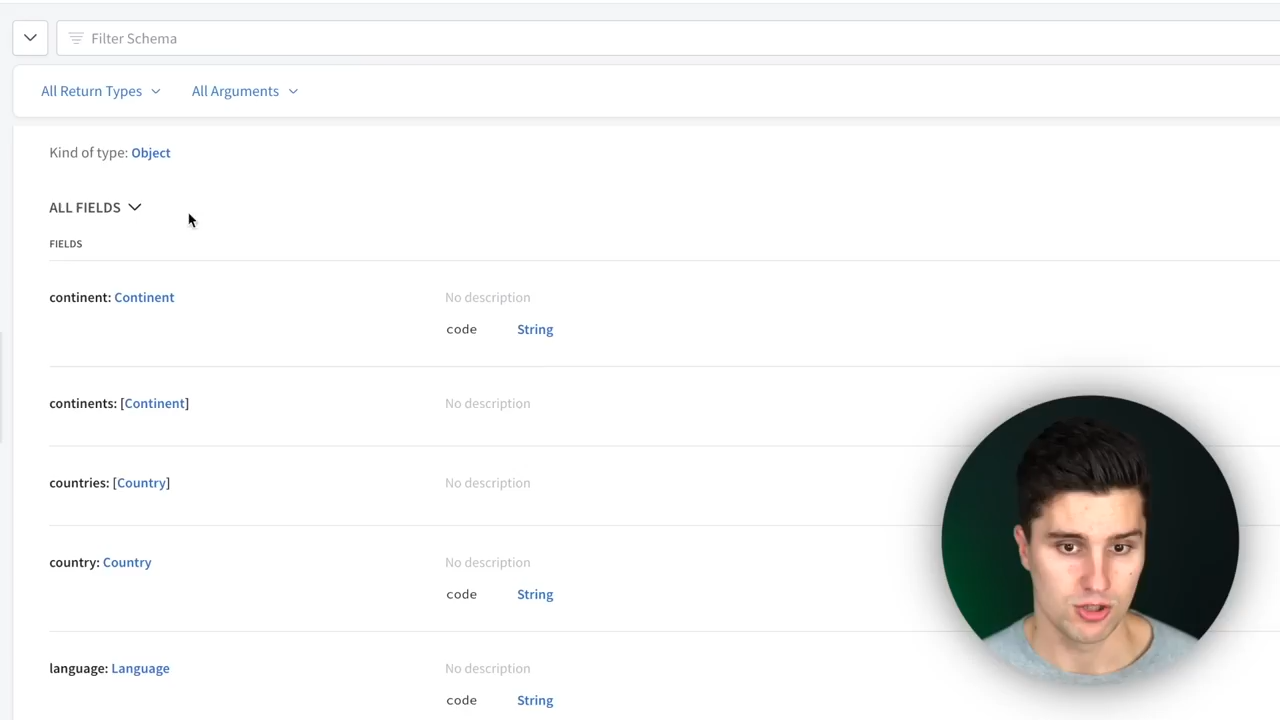 Filter Schema
All Return Types All Arguments
Kind of type: Object
ALL FIELDS
FIELDS
continent: Continent No description
code String
continents: [Continent] No description
countries: [Country] No description
country: Country No description
code String
language: Language No description
code String